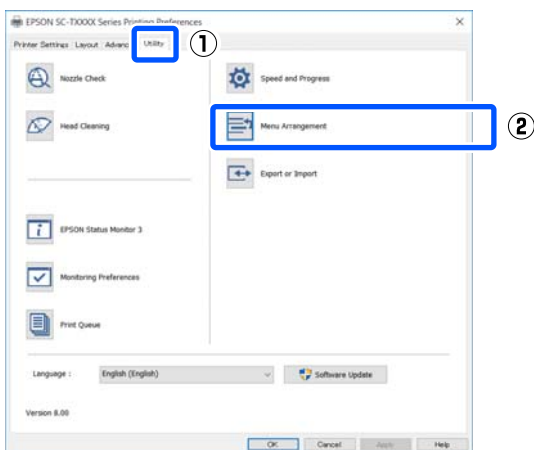 EPSON SC-TXXXX Series Printing Preferences
Printer Settings Layout Advanc Utility ①
Nozzle Check
Speed and Progress
Head Cleaning
Menu Arrangement ②
Export or Import
EPSON Status Monitor 3
Monitoring Preferences
Print Queue
Language : English (English) Software Update
Version 8.00
OK Cancel Apply Help